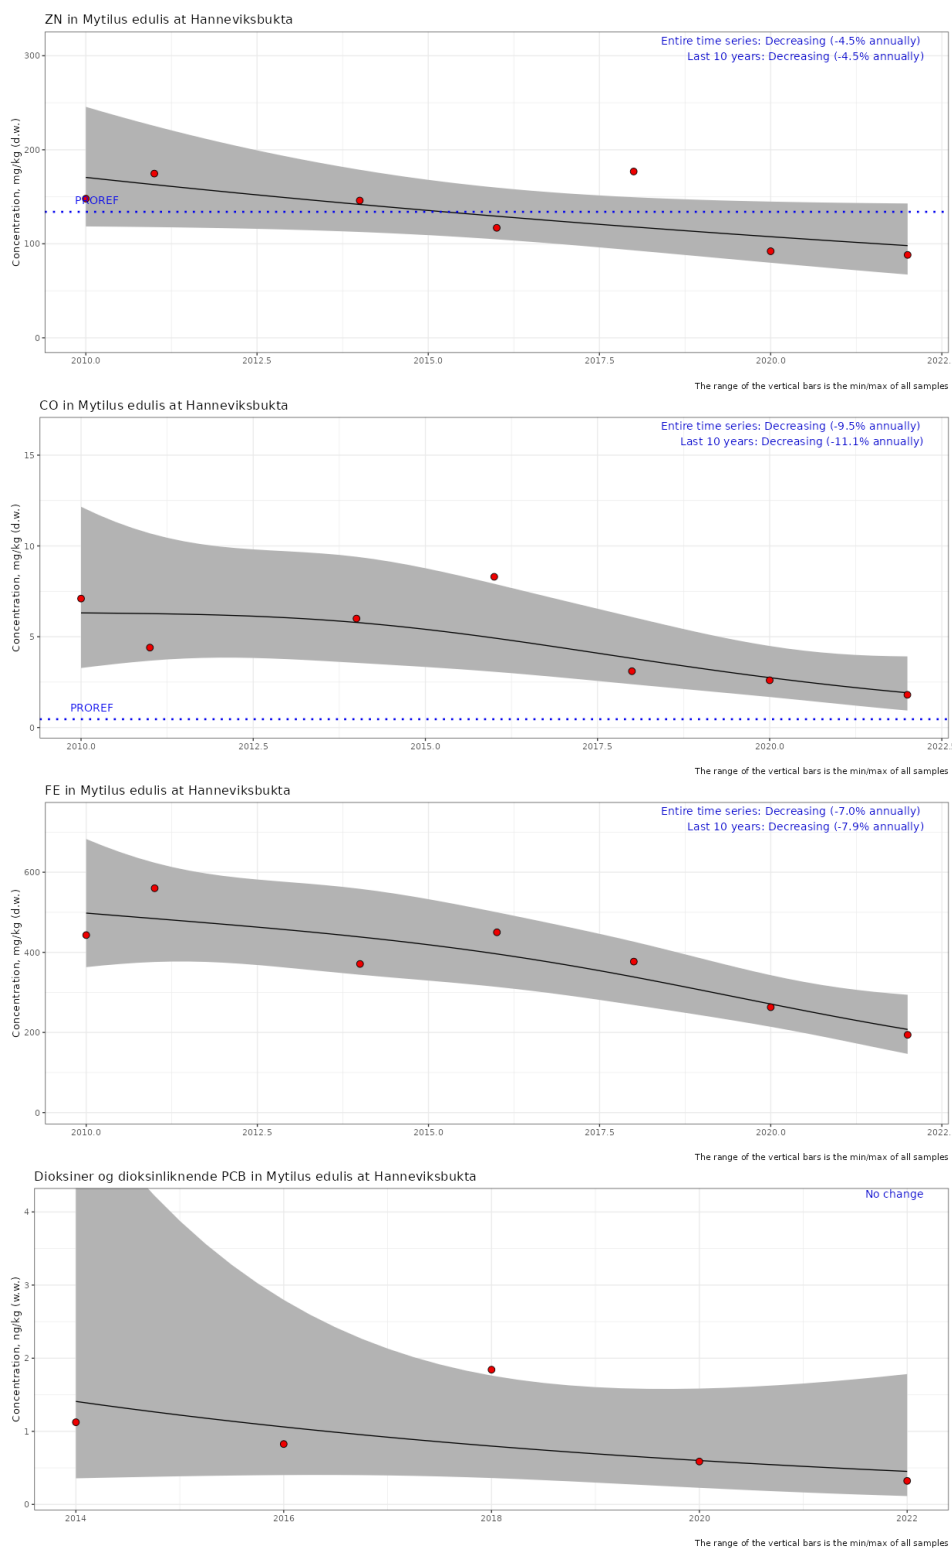 ZN in Mytilus edulis at Hanneviksbukta
Entire time series: Decreasing (-4.5% annually)
Last 10 years: Decreasing (-4.5% annually)
Concentration, mg/kg (d.w.)
300
200
100
0
PROREF
2010.0 2012.5 2015.0 2017.5 2020.0 2022.
The range of the vertical bars is the min/max of all samples
CO in Mytilus edulis at Hanneviksbukta
Entire time series: Decreasing (-9.5% annually)
Last 10 years: Decreasing (-11.1% annually)
Concentration, mg/kg (d.w.)
15
10
5
0
PROREF
2010.0 2012.5 2015.0 2017.5 2020.0 2022.
The range of the vertical bars is the min/max of all samples
FE in Mytilus edulis at Hanneviksbukta
Entire time series: Decreasing (-7.0% annually)
Last 10 years: Decreasing (-7.9% annually)
Concentration, mg/kg (d.w.)
600
400
200
0
2010.0 2012.5 2015.0 2017.5 2020.0 2022.
The range of the vertical bars is the min/max of all samples
Dioksiner og dioksinliknende PCB in Mytilus edulis at Hanneviksbukta
No change
Concentration, ng/kg (w.w.)
4
3
2
1
0
2014 2016 2018 2020 2022
The range of the vertical bars is the min/max of all samples